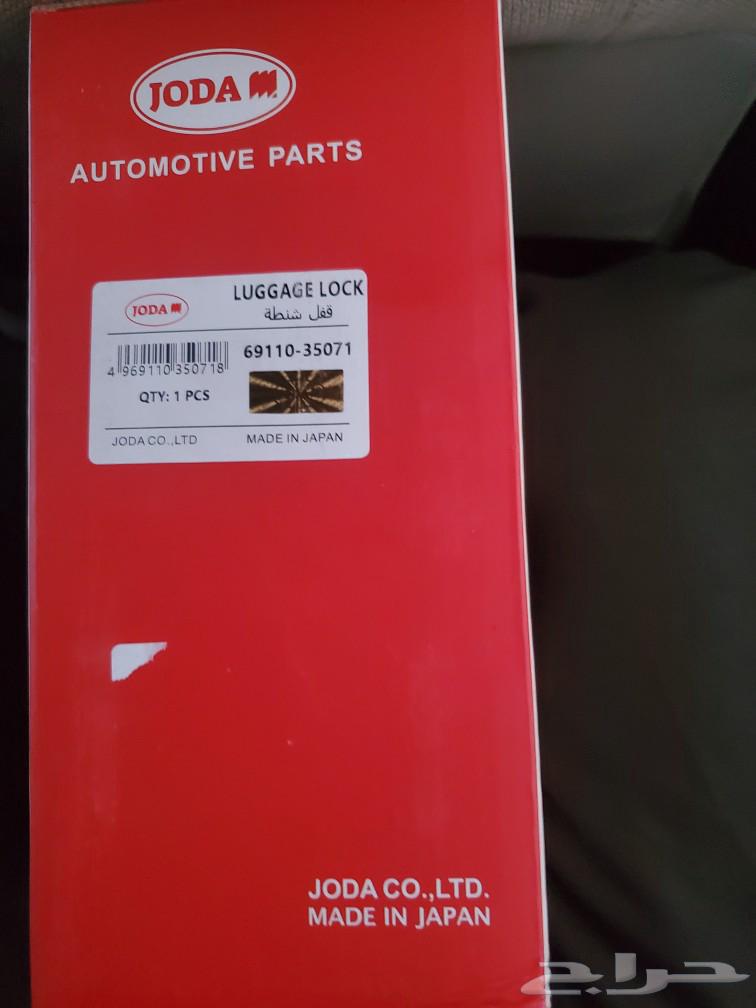 JODA
AUTOMOTIVE PARTS
JODA
LUGGAGE LOCK
قفل شنطة
69110-35071
4 969110 350718
QTY: 1 PCS
JODA CO.,LTD
MADE IN JAPAN
JODA CO.,LTD.
MADE IN JAPAN
حراج